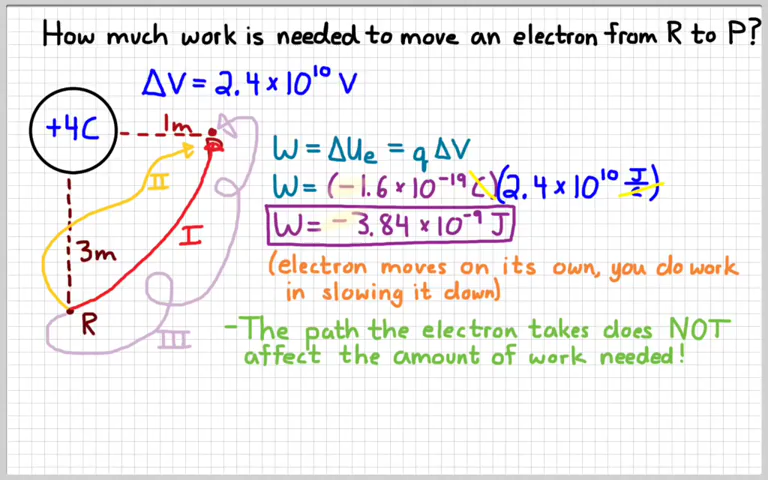 How much work is needed to move an electron from R to P?
ΔV = 2.4 × 10¹⁰ V
+4C
1m
P
II
I
3m
R
III
W = ΔUe = q ΔV
W = (-1.6 × 10⁻¹⁹ C)(2.4 × 10¹⁰ J/C)
W = -3.84 × 10⁻⁹ J
(electron moves on its own, you do work
in slowing it down)
-The path the electron takes does NOT
affect the amount of work needed!